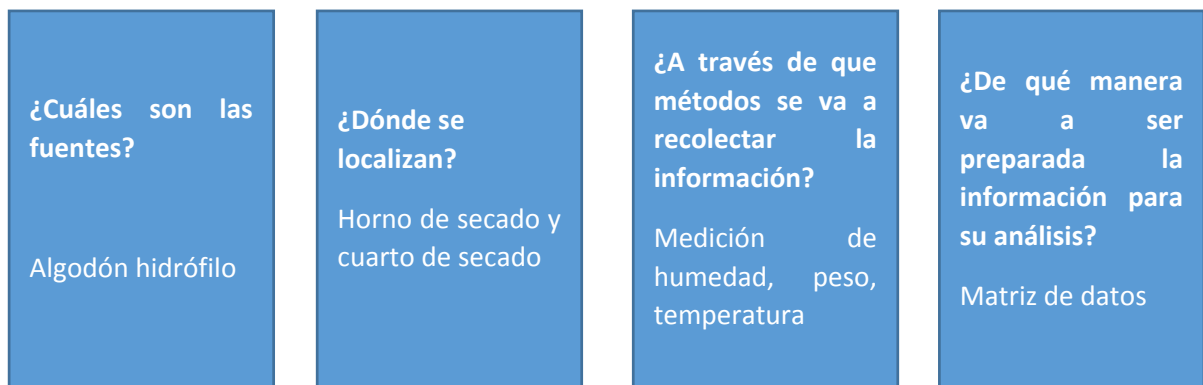 ¿Cuáles son las
fuentes?
Algodón hidrófilo
¿Dónde se
localizan?
Horno de secado y
cuarto de secado
¿A través de que
métodos se va a
recolectar la
información?
Medición de
humedad, peso,
temperatura
¿De qué manera
va a ser
preparada la
información para
su análisis?
Matriz de datos